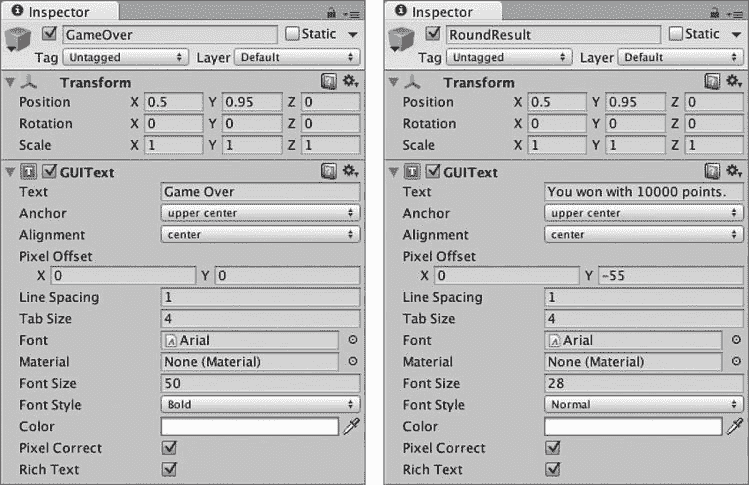 Inspector
GameOver Static
Tag Untagged Layer Default
Transform
Position X 0.5 Y 0.95 Z 0
Rotation X 0 Y 0 Z 0
Scale X 1 Y 1 Z 1
GUIText
Text Game Over
Anchor upper center
Alignment center
Pixel Offset
X 0 Y 0
Line Spacing 1
Tab Size 4
Font Arial
Material None (Material)
Font Size 50
Font Style Bold
Color
Pixel Correct
Rich Text
Inspector
RoundResult Static
Tag Untagged Layer Default
Transform
Position X 0.5 Y 0.95 Z 0
Rotation X 0 Y 0 Z 0
Scale X 1 Y 1 Z 1
GUIText
Text You won with 10000 points.
Anchor upper center
Alignment center
Pixel Offset
X 0 Y -55
Line Spacing 1
Tab Size 4
Font Arial
Material None (Material)
Font Size 28
Font Style Normal
Color
Pixel Correct
Rich Text